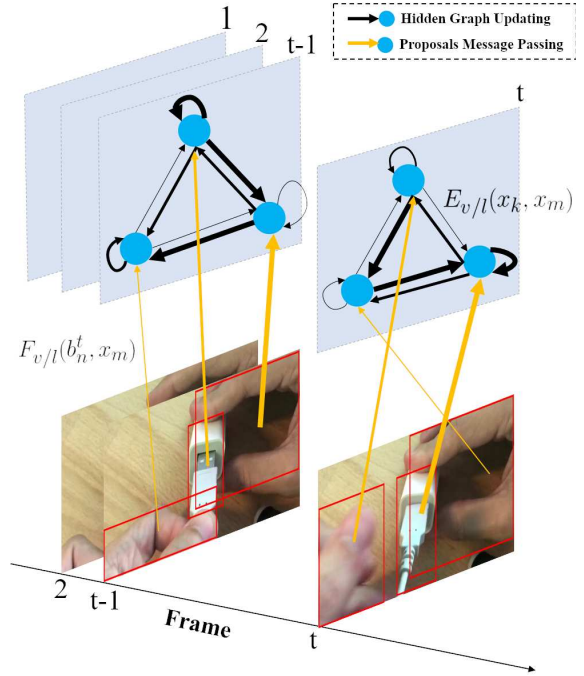 Hidden Graph Updating
Proposals Message Passing
1
2
t-1
t
E_{v/l}(x_k, x_m)
F_{v/l}(b_n^t, x_m)
2
t-1
Frame
t